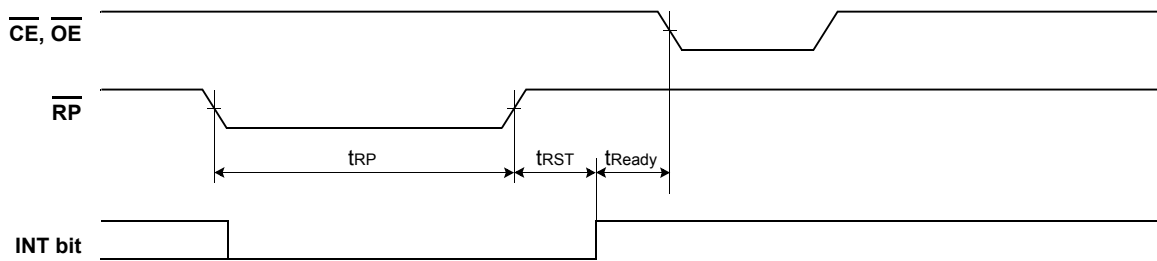 CE, OE
RP
tRP
tRST
tReady
INT bit